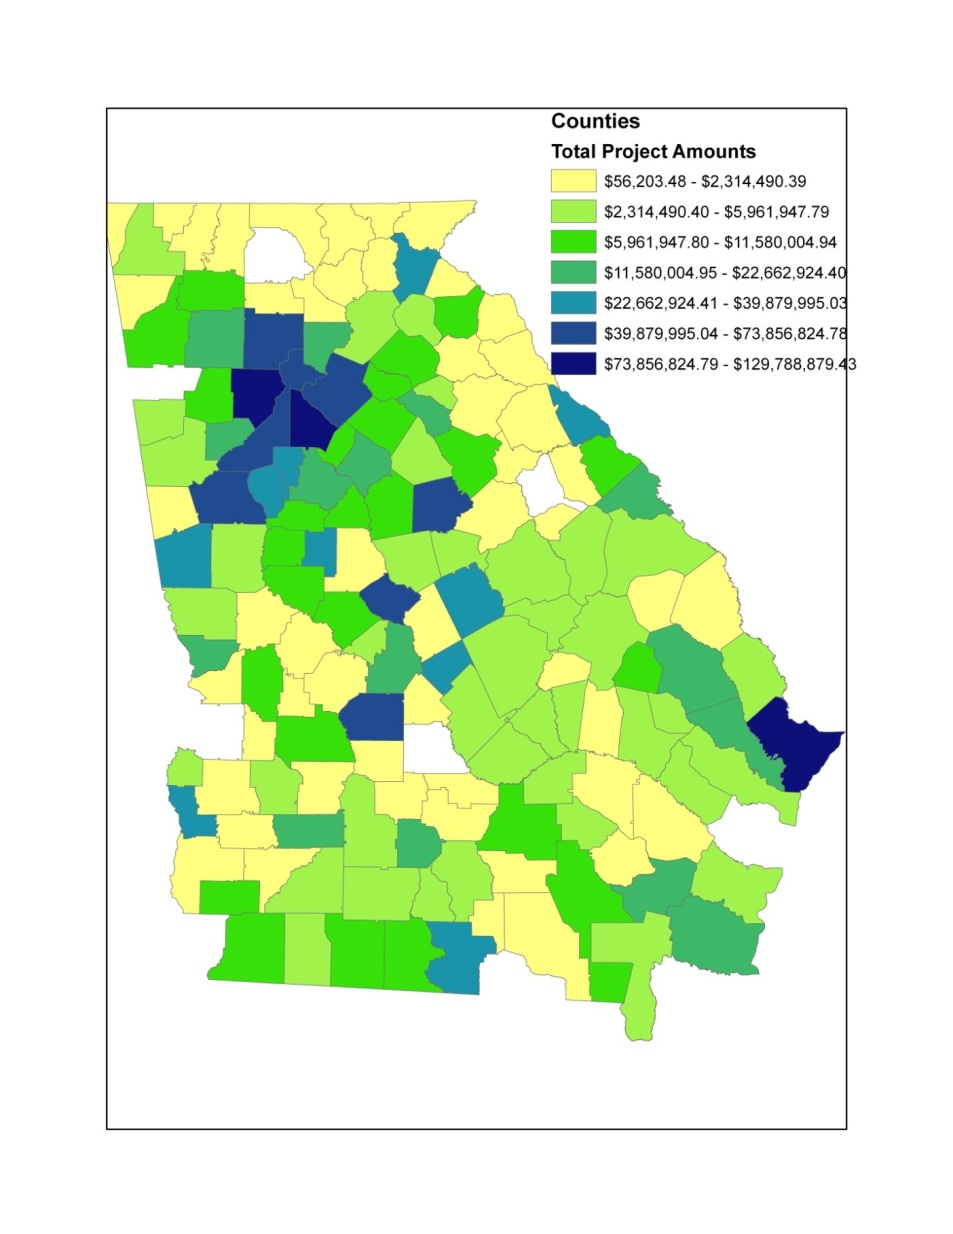 Counties
Total Project Amounts
$56,203.48 - $2,314,490.39
$2,314,490.40 - $5,961,947.79
$5,961,947.80 - $11,580,004.94
$11,580,004.95 - $22,662,924.40
$22,662,924.41 - $39,879,995.03
$39,879,995.04 - $73,856,824.78
$73,856,824.79 - $129,788,879.43